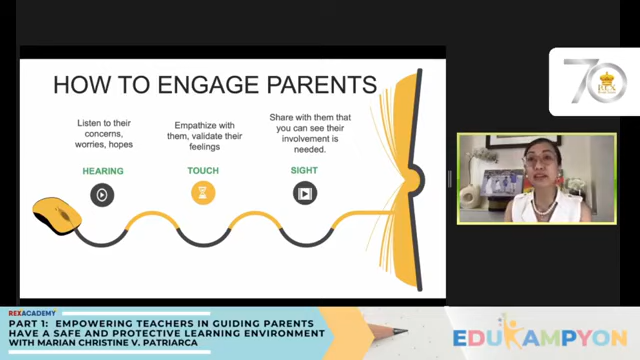 HOW TO ENGAGE PARENTS
Listen to their
concerns,
worries, hopes
HEARING
Empathize with
them, validate their
feelings
TOUCH
Share with them that
you can see their
involvement is
needed.
SIGHT
70
REX
REXACADEMY
PART 1: EMPOWERING TEACHERS IN GUIDING PARENTS
HAVE A SAFE AND PROTECTIVE LEARNING ENVIRONMENT
WITH MARIAN CHRISTINE V. PATRIARCA
EDUKAMPYON